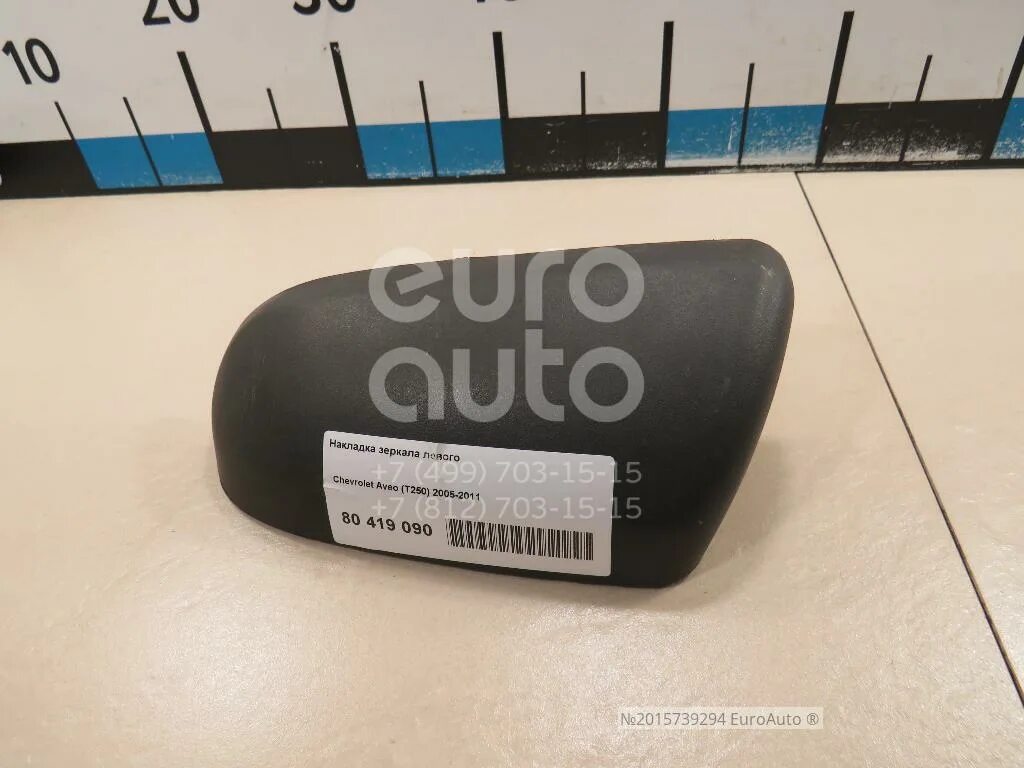 10
20
30
euro
auto
Накладка зеркала левого
+7 (499) 703-15-15
Chevrolet Aveo (T250) 2005-2011
+7 (812) 703-15-15
80 419 090
№2015739294 EuroAuto ®